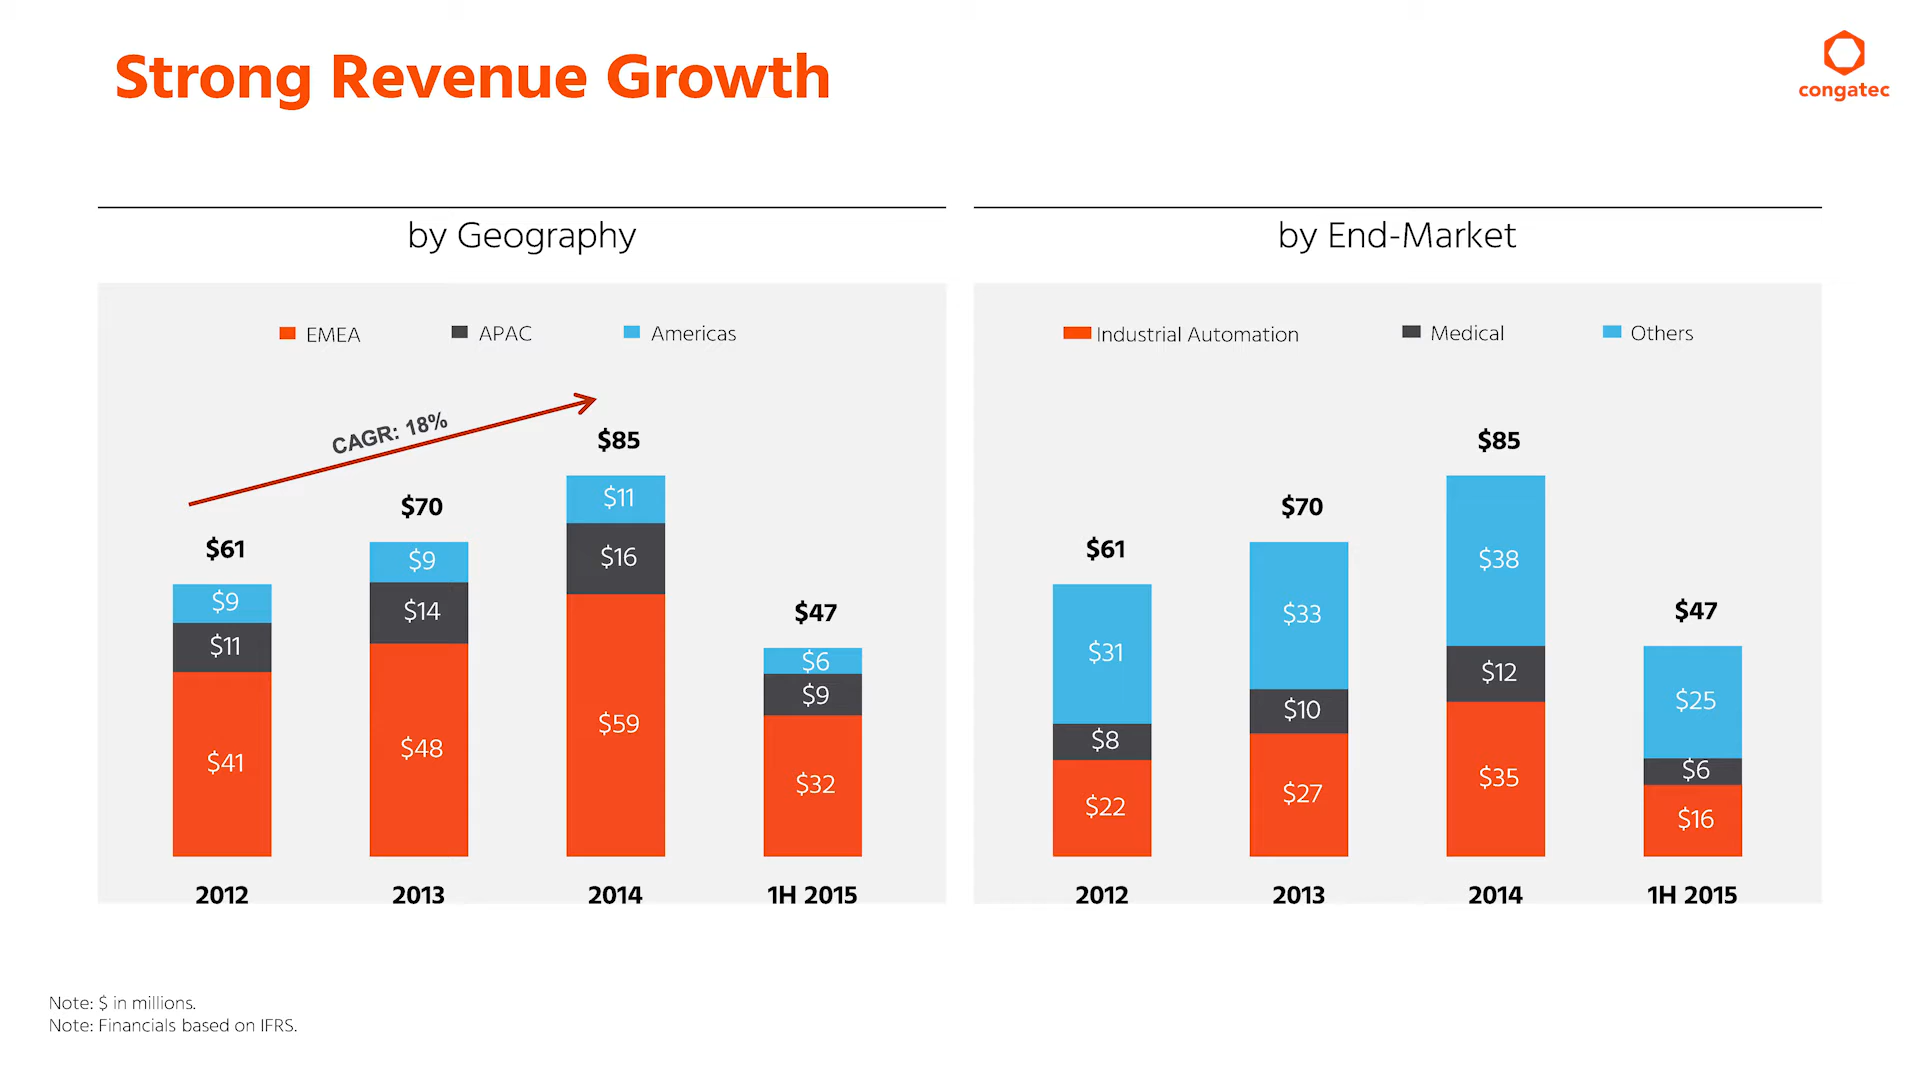 Strong Revenue Growth
congatec
by Geography
EMEA APAC Americas
CAGR: 18%
$61 $70 $85 $47
$9 $9 $11 $6
$11 $14 $16 $9
$41 $48 $59 $32
2012 2013 2014 1H 2015
by End-Market
Industrial Automation Medical Others
$61 $70 $85 $47
$31 $33 $38 $25
$8 $10 $12 $6
$22 $27 $35 $16
2012 2013 2014 1H 2015
Note: $ in millions.
Note: Financials based on IFRS.